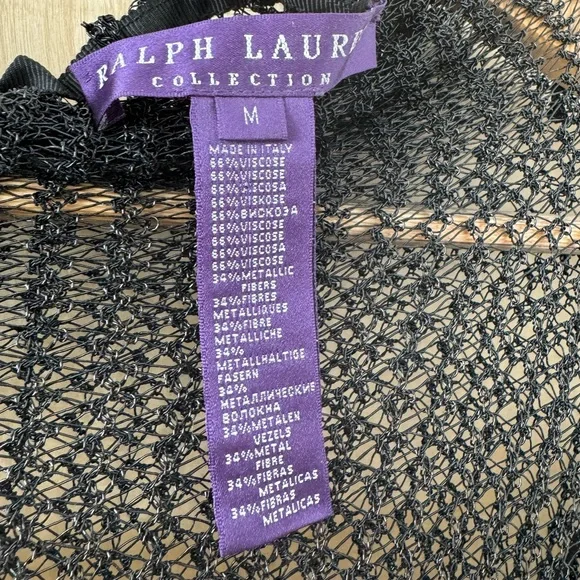 RALPH LAURE
COLLECTION
M
MADE IN ITALY
66%VISCOSE
66%VISCOSE
66%VISCOSA
66%VISKOSE
66%ВИСКОЗА
66%VISCOSE
66%VISCOSE
66%VISCOSA
66%VISCOSE
34%METALLIC
FIBERS
34%FIBRES
METALLIQUES
34%FIBRE
METALLICHE
34%
METALLHALTIGE
FASERN
34%
МЕТАЛЛИЧЕСКИЕ
ВОЛОКНА
34%METALEN
VEZELS
34%METAL
FIBRE
34%FIBRAS
METALICAS
34%FIBRAS
METALICAS